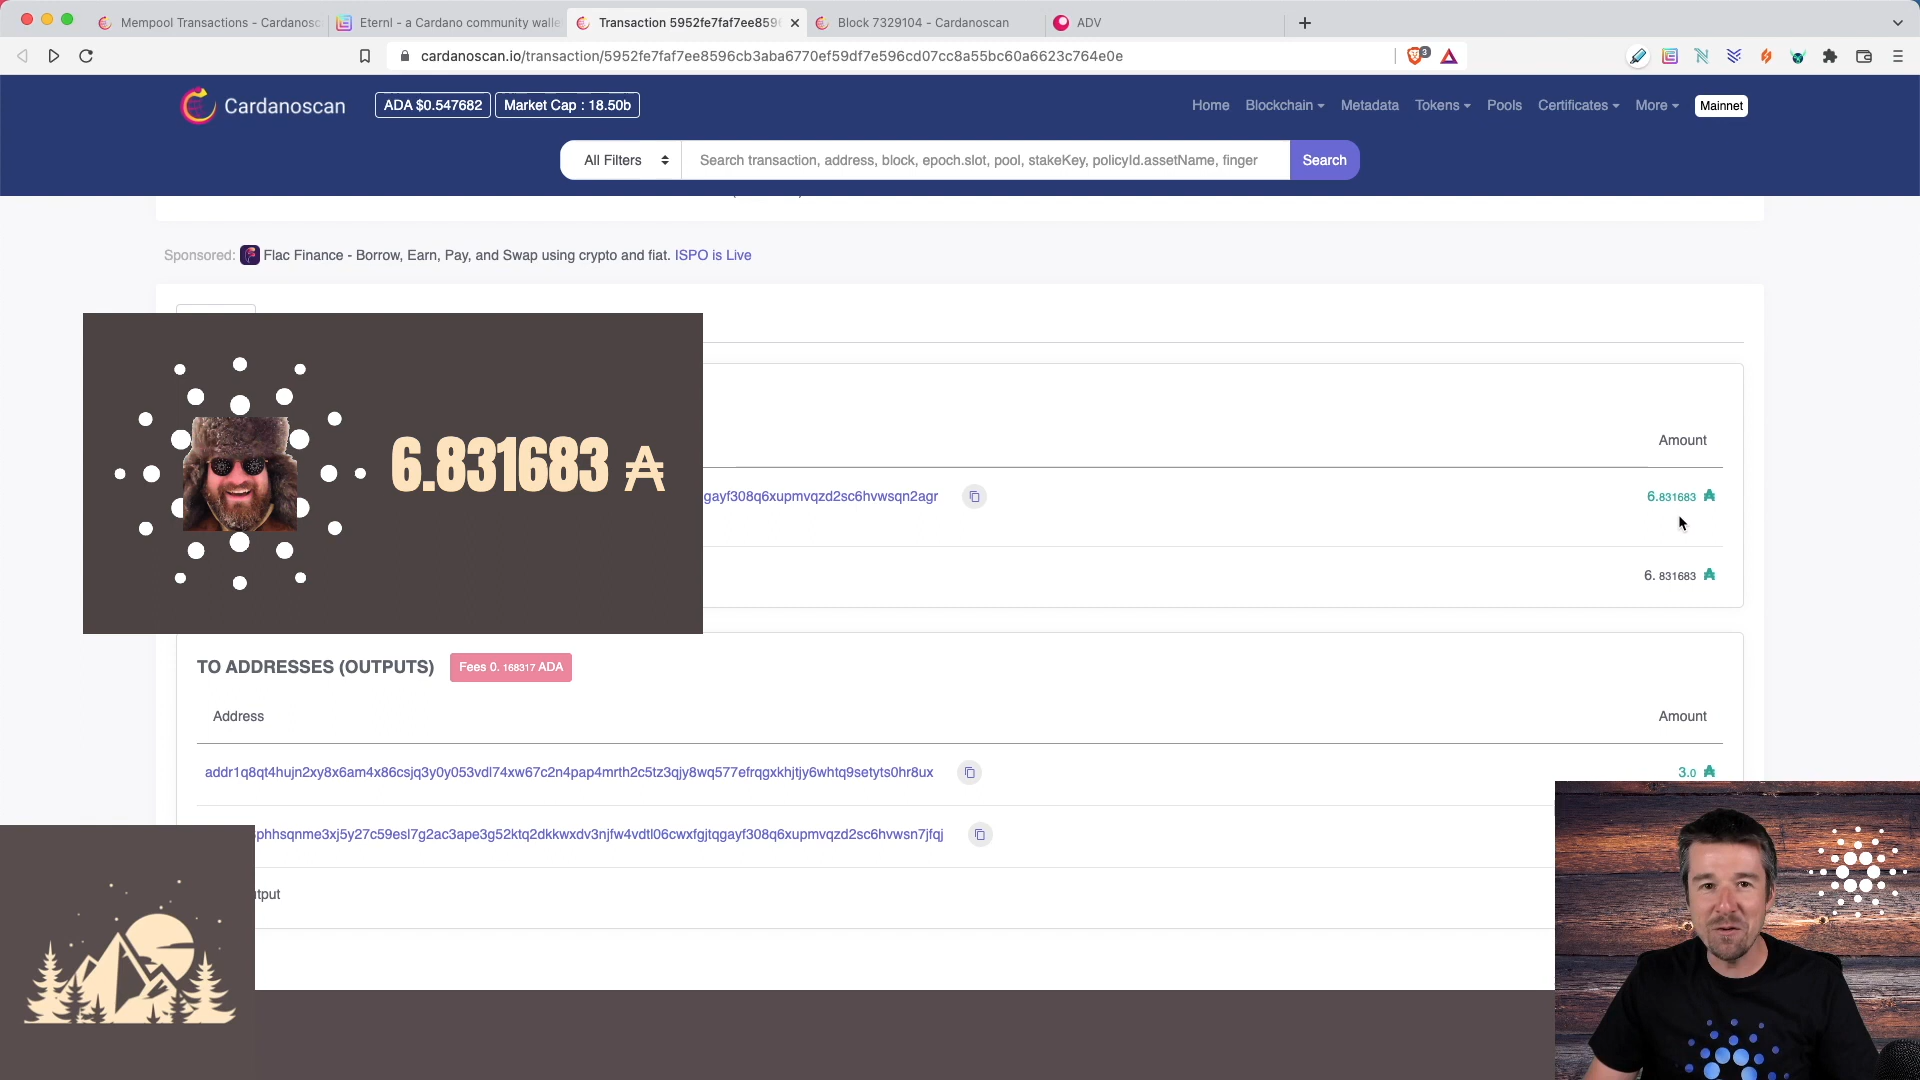 Mempool Transactions - Cardanosc
Eternl - a Cardano community walle
Transaction 5952fe7faf7ee859
Block 7329104 - Cardanoscan
ADV
cardanoscan.io/transaction/5952fe7faf7ee8596cb3aba6770ef59df7e596cd07cc8a55bc60a6623c764e0e
3
Cardanoscan
ADA $0.547682
Market Cap : 18.50b
Home
Blockchain
Metadata
Tokens
Pools
Certificates
More
Mainnet
All Filters
Search transaction, address, block, epoch.slot, pool, stakeKey, policyId.assetName, finger
Search
Sponsored: Flac Finance - Borrow, Earn, Pay, and Swap using crypto and fiat. ISPO is Live
6.831683 ₳
Amount
gayf308q6xupmvqzd2sc6hvwsqn2agr
6.831683 ₳
6. 831683 ₳
TO ADDRESSES (OUTPUTS)
Fees 0. 168317 ADA
Address
Amount
addr1q8qt4hujn2xy8x6am4x86csjq3y0y053vdl74xw67c2n4pap4mrth2c5tz3qjy8wq577efrqgxkhjtjy6whtq9setyts0hr8ux
3.0 ₳
phhsqnme3xj5y27c59esl7g2ac3ape3g52ktq2dkkwxdv3njfw4vdtl06cwxfgjtqgayf308q6xupmvqzd2sc6hvwsn7jfqj
tput